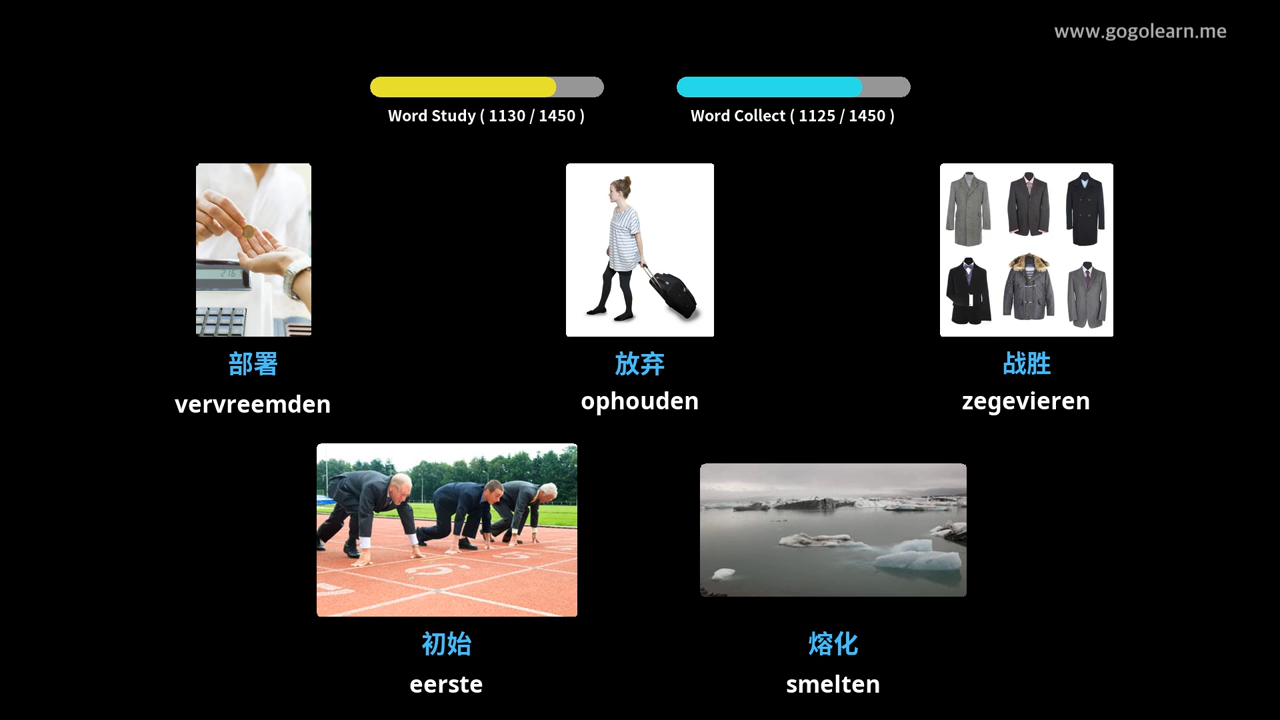 www.gogolearn.me
Word Study ( 1130 / 1450 )
Word Collect ( 1125 / 1450 )
部署
vervreemden
放弃
ophouden
战胜
zegevieren
初始
eerste
熔化
smelten